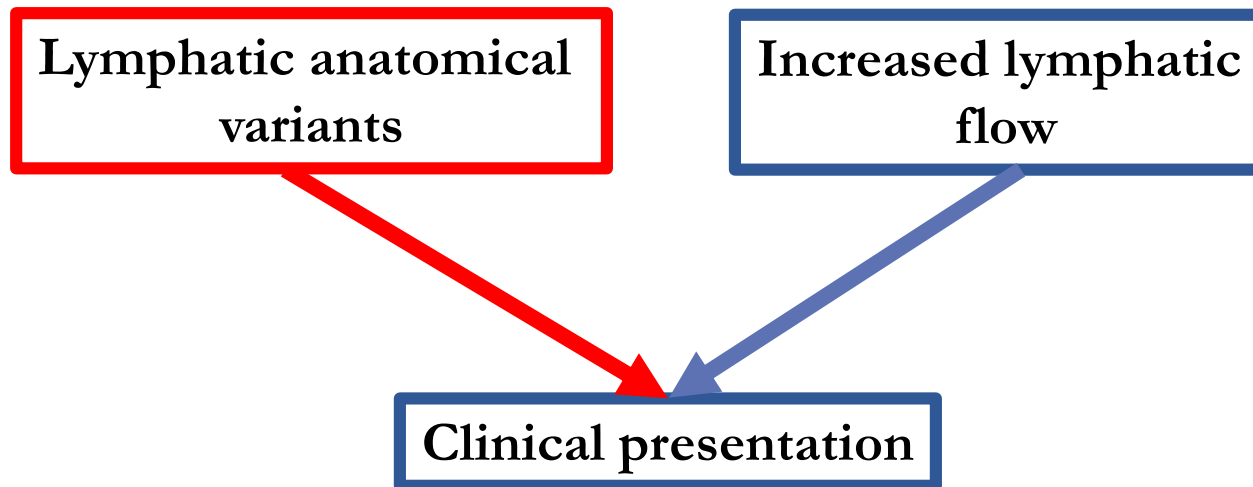 Lymphatic anatomical
variants
Increased lymphatic
flow
Clinical presentation